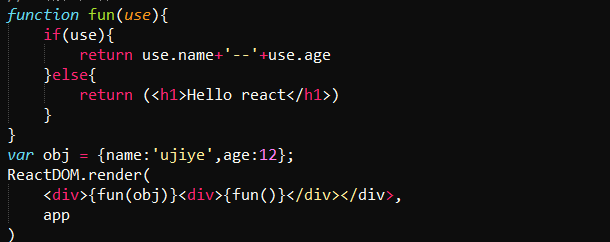 function fun(use){
    if(use){
        return use.name+'--'+use.age
    }else{
        return (<h1>Hello react</h1>)
    }
}
var obj = {name:'ujiye',age:12};
ReactDOM.render(
    <div>{fun(obj)}<div>{fun()}</div></div>,
    app
)